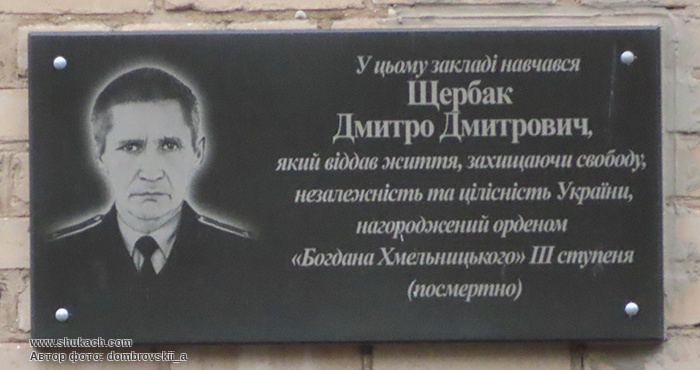 У цьому закладі навчався
Щербак
Дмитро Дмитрович,
який віддав життя, захищаючи свободу,
незалежність та цілісність України,
нагороджений орденом
«Богдана Хмельницького» III ступеня
(посмертно)
www.shukach.com
Автор фото: dombrovskii_a